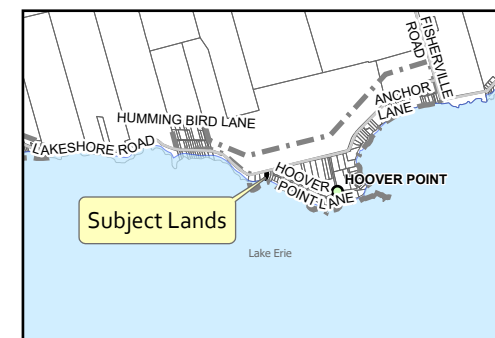 FISHERVILLE
ROAD
ANCHOR
LANE
HUMMING BIRD LANE
LAKESHORE ROAD
HOOVER
POINT LANE
HOOVER POINT
Subject Lands
Lake Erie